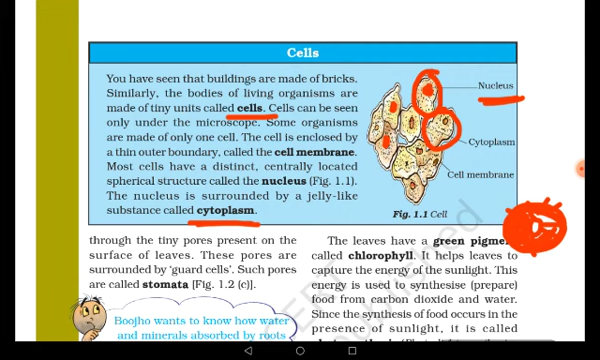 Cells
You have seen that buildings are made of bricks.
Similarly, the bodies of living organisms are
made of tiny units called cells. Cells can be seen
only under the microscope. Some organisms
are made of only one cell. The cell is enclosed by
a thin outer boundary, called the cell membrane.
Most cells have a distinct, centrally located
spherical structure called the nucleus (Fig. 1.1).
The nucleus is surrounded by a jelly-like
substance called cytoplasm.
Nucleus
Cytoplasm
Cell membrane
Fig. 1.1 Cell
through the tiny pores present on the
surface of leaves. These pores are
surrounded by ‘guard cells’. Such pores
are called stomata [Fig. 1.2 (c)].
Boojho wants to know how water
and minerals absorbed by roots
The leaves have a green
called chlorophyll. It helps leaves to
capture the energy of the sunlight. This
energy is used to synthesise (prepare)
food from carbon dioxide and water.
Since the synthesis of food occurs in the
presence of sunlight, it is called